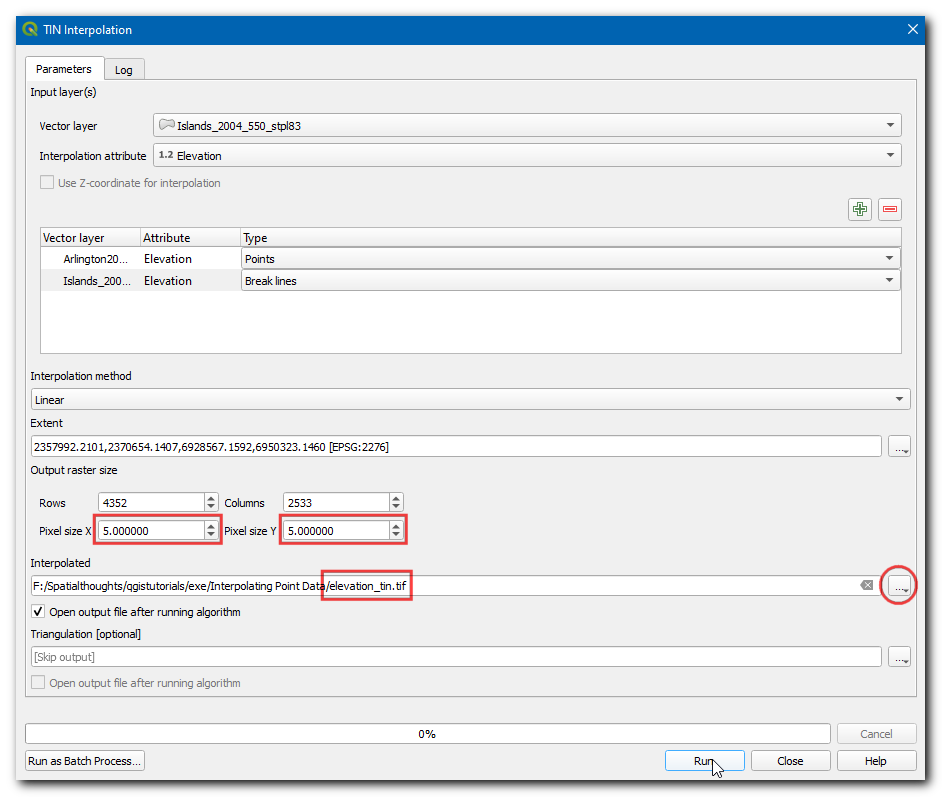 TIN Interpolation
Parameters Log
Input layer(s)
Vector layer Islands_2004_550_stpl83
Interpolation attribute 1.2 Elevation
Use Z-coordinate for interpolation
Vector layer Attribute Type
Arlington20... Elevation Points
Islands_200... Elevation Break lines
Interpolation method
Linear
Extent
2357992.2101,2370654.1407,6928567.1592,6950323.1460 [EPSG:2276] ...
Output raster size
Rows 4352 Columns 2533
Pixel size X 5.000000 Pixel size Y 5.000000
Interpolated
F:/Spatialthoughts/qgistutorials/exe/Interpolating Point Data/elevation_tin.tif ...
Open output file after running algorithm
Triangulation [optional]
[Skip output] ...
Open output file after running algorithm
0% Cancel
Run as Batch Process... Run Close Help